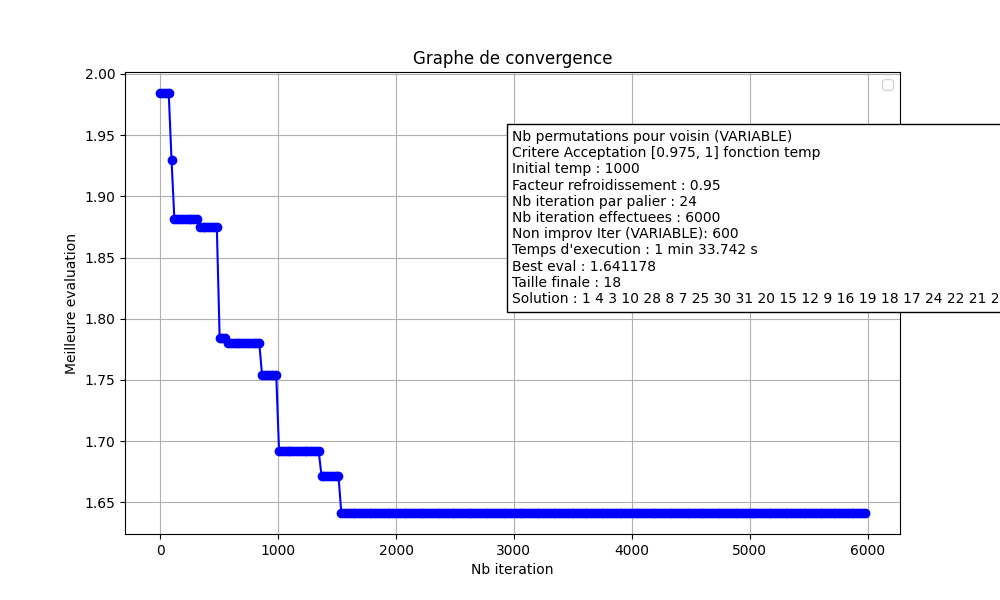 Graphe de convergence
2.00
1.95
1.90
1.85
1.80
1.75
1.70
1.65
Meilleure evaluation
Nb permutations pour voisin (VARIABLE)
Critere Acceptation [0.975, 1] fonction temp
Initial temp : 1000
Facteur refroidissement : 0.95
Nb iteration par palier : 24
Nb iteration effectuees : 6000
Non improv Iter (VARIABLE): 600
Temps d'execution : 1 min 33.742 s
Best eval : 1.641178
Taille finale : 18
Solution : 1 4 3 10 28 8 7 25 30 31 20 15 12 9 16 19 18 17 24 22 21 2
0 1000 2000 3000 4000 5000 6000
Nb iteration